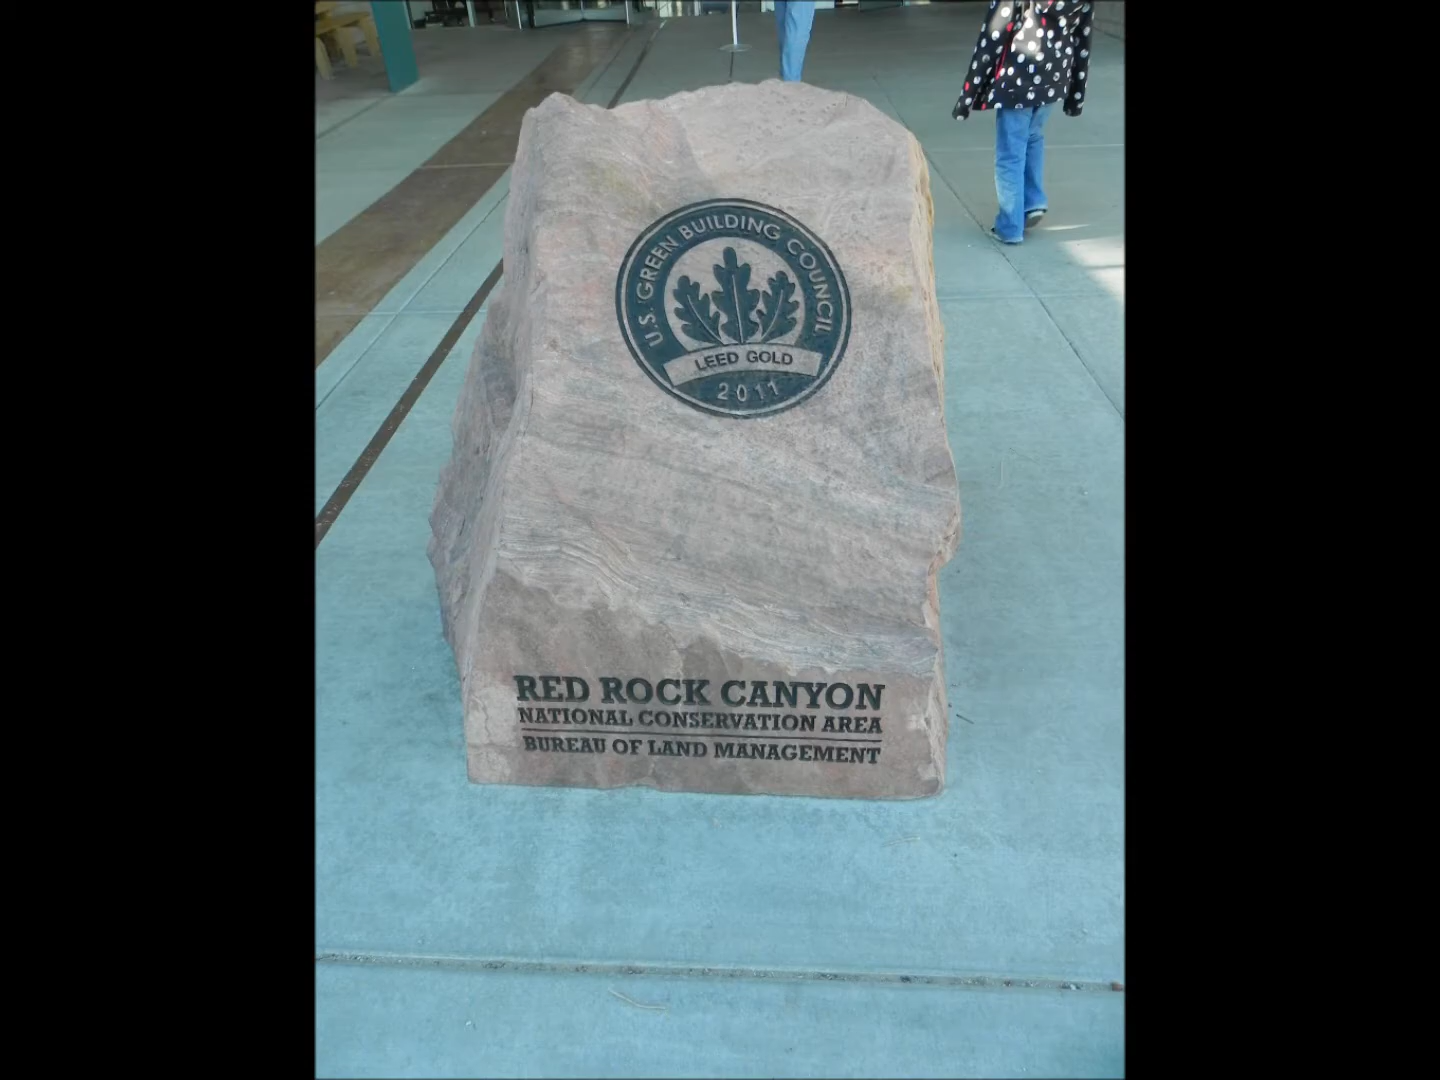 U.S. GREEN BUILDING COUNCIL
LEED GOLD
2011
RED ROCK CANYON
NATIONAL CONSERVATION AREA
BUREAU OF LAND MANAGEMENT